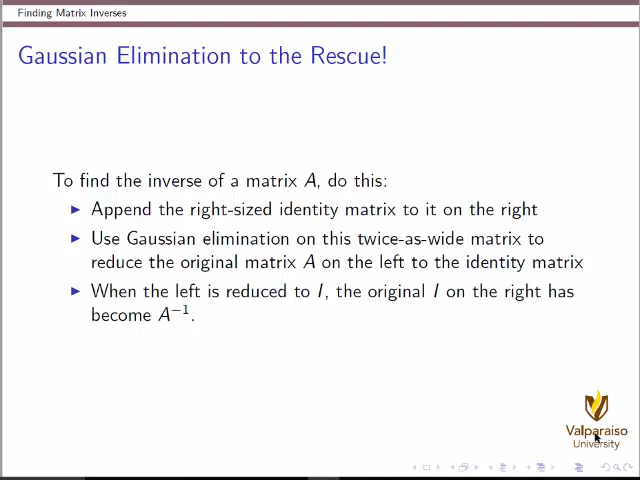 Finding Matrix Inverses
Gaussian Elimination to the Rescue!
To find the inverse of a matrix A, do this:
▶ Append the right-sized identity matrix to it on the right
▶ Use Gaussian elimination on this twice-as-wide matrix to
reduce the original matrix A on the left to the identity matrix
▶ When the left is reduced to I, the original I on the right has
become A⁻¹.
Valparaiso
University